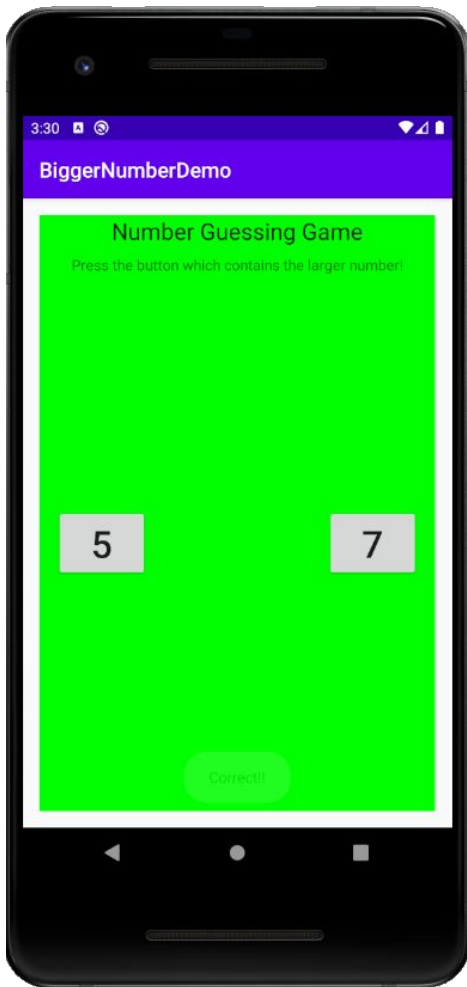 3:30
BiggerNumberDemo
Number Guessing Game
Press the button which contains the larger number!
5 7
Correct!!